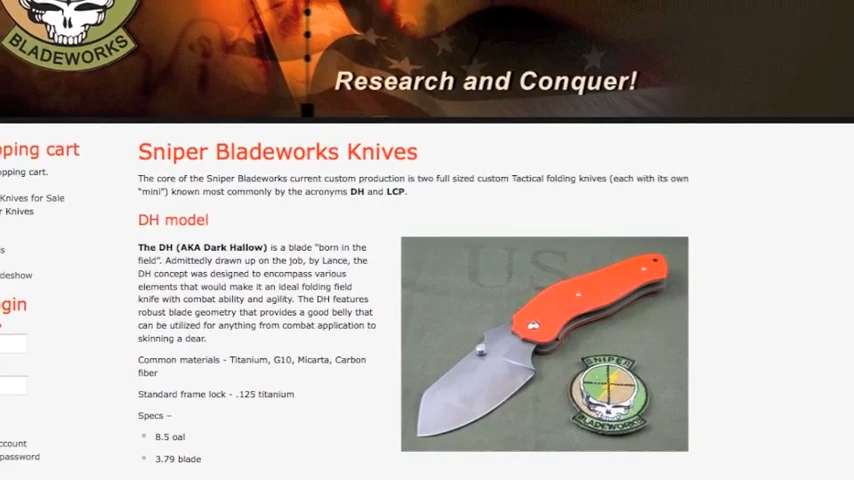 BLADEWORKS
Research and Conquer!
pping cart
opping cart.
Knives for Sale
r Knives
s
deshow
gin
ccount
password
Sniper Bladeworks Knives
The core of the Sniper Bladeworks current custom production is two full sized custom Tactical folding knives (each with its own
“mini”) known most commonly by the acronyms DH and LCP.
DH model
The DH (AKA Dark Hallow) is a blade “born in the
field”. Admittedly drawn up on the job, by Lance, the
DH concept was designed to encompass various
elements that would make it an ideal folding field
knife with combat ability and agility. The DH features
robust blade geometry that provides a good belly that
can be utilized for anything from combat application to
skinning a dear.
Common materials - Titanium, G10, Micarta, Carbon
fiber
Standard frame lock - .125 titanium
Specs –
8.5 oal
3.79 blade
US
SNIPER
BLADEWORKS